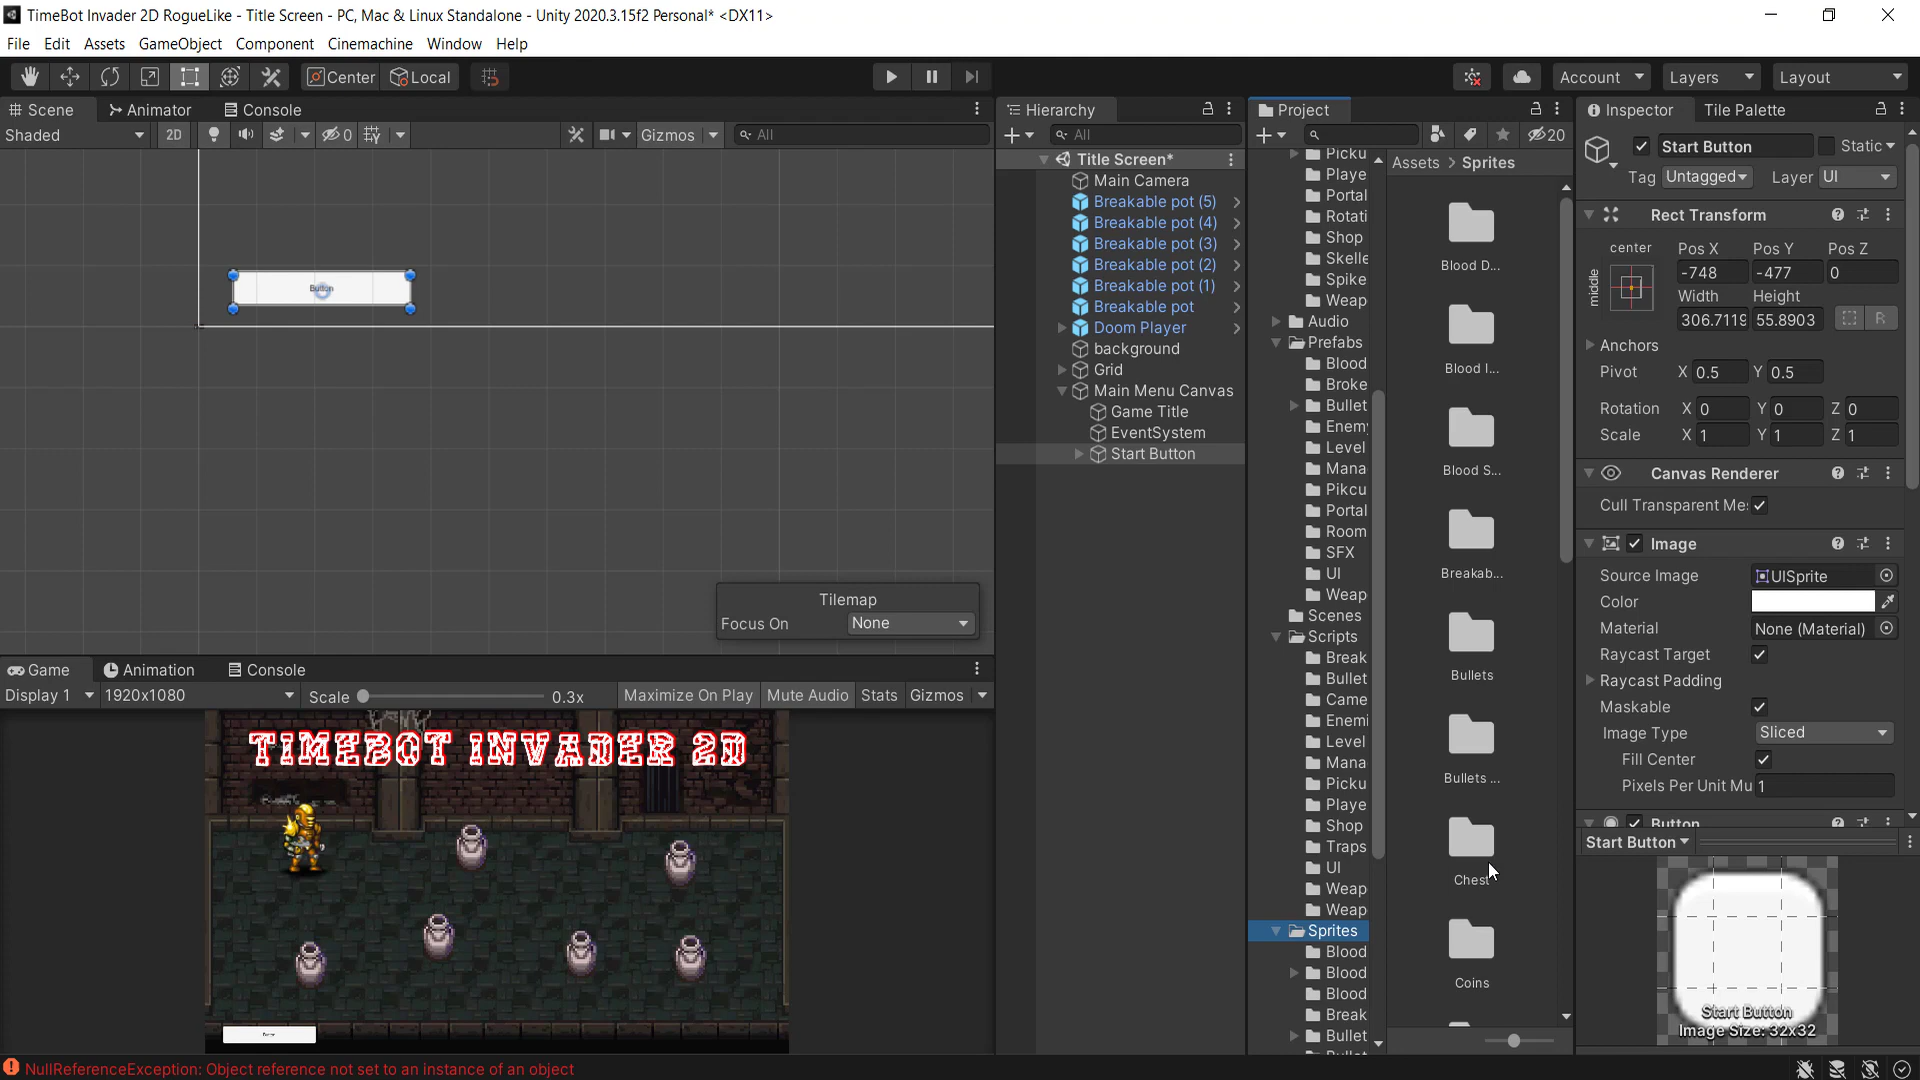 TimeBot Invader 2D RogueLike - Title Screen - PC, Mac & Linux Standalone - Unity 2020.3.15f2 Personal* <DX11>
File Edit Assets GameObject Component Cinemachine Window Help
Center Local Account Layers Layout
Scene Animator Console
Shaded 2D 0 Gizmos All
Tilemap
Focus On None
Hierarchy
All
Title Screen*
Main Camera
Breakable pot (5)
Breakable pot (4)
Breakable pot (3)
Breakable pot (2)
Breakable pot (1)
Breakable pot
Doom Player
background
Grid
Main Menu Canvas
Game Title
EventSystem
Start Button
Project
20
Picku
Playe
Portal
Rotati
Shop
Skelle
Spike
Weap
Audio
Prefabs
Blood
Broke
Bullet
Enemy
Level
Mana
Pikcu
Portal
Room
SFX
UI
Weap
Scenes
Scripts
Break
Bullet
Came
Enemi
Level
Mana
Picku
Playe
Shop
Traps
UI
Weap
Weap
Sprites
Blood
Blood
Blood
Break
Bullet
Assets > Sprites
Blood D...
Blood I...
Blood S...
Breakab...
Bullets
Bullets ...
Chest
Coins
Inspector Tile Palette
Start Button Static
Tag Untagged Layer UI
Rect Transform
center Pos X Pos Y Pos Z
middle -748 -477 0
Width Height
306.7119 55.8903 R
Anchors
Pivot X 0.5 Y 0.5
Rotation X 0 Y 0 Z 0
Scale X 1 Y 1 Z 1
Canvas Renderer
Cull Transparent Me:
Image
Source Image UISprite
Color
Material None (Material)
Raycast Target
Raycast Padding
Maskable
Image Type Sliced
Fill Center
Pixels Per Unit Mu 1
Button
Start Button
Start Button
Image Size: 32x32
Game Animation Console
Display 1 1920x1080 Scale 0.3x Maximize On Play Mute Audio Stats Gizmos
TIMEBOT INVADER 2D
NullReferenceException: Object reference not set to an instance of an object